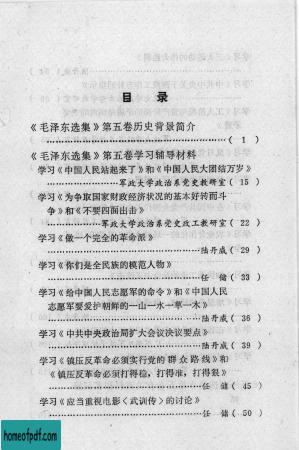 目 录
《毛泽东选集》第五卷历史背景简介
……( 1 )
《毛泽东选集》第五卷学习辅导材料
学习《中国人民站起来了》和《中国人民大团结万岁》
……军政大学政治系党史教研室( 15 )
学习《为争取国家财政经济状况的基本好转而斗
争》和《不要四面出击》
……军政大学政治系党史政工教研室( 22 )
学习《做一个完全的革命派》
……陆丹威( 29 )
学习《你们是全民族的模范人物》
……任 储( 33 )
学习《给中国人民志愿军的命令》和《中国人民
志愿军要爱护朝鲜的一山一水一草一木》
……陆丹威( 36 )
学习《中共中央政治局扩大会议决议要点》
……陆丹威( 39 )
学习《镇压反革命必须实行党的群众路线》和
《镇压反革命必须打得稳，打得准，打得狠》
……任 储( 45 )
学习《应当重视电影〈武训传〉的讨论》
……任 储( 50 )
homeofpdf.com